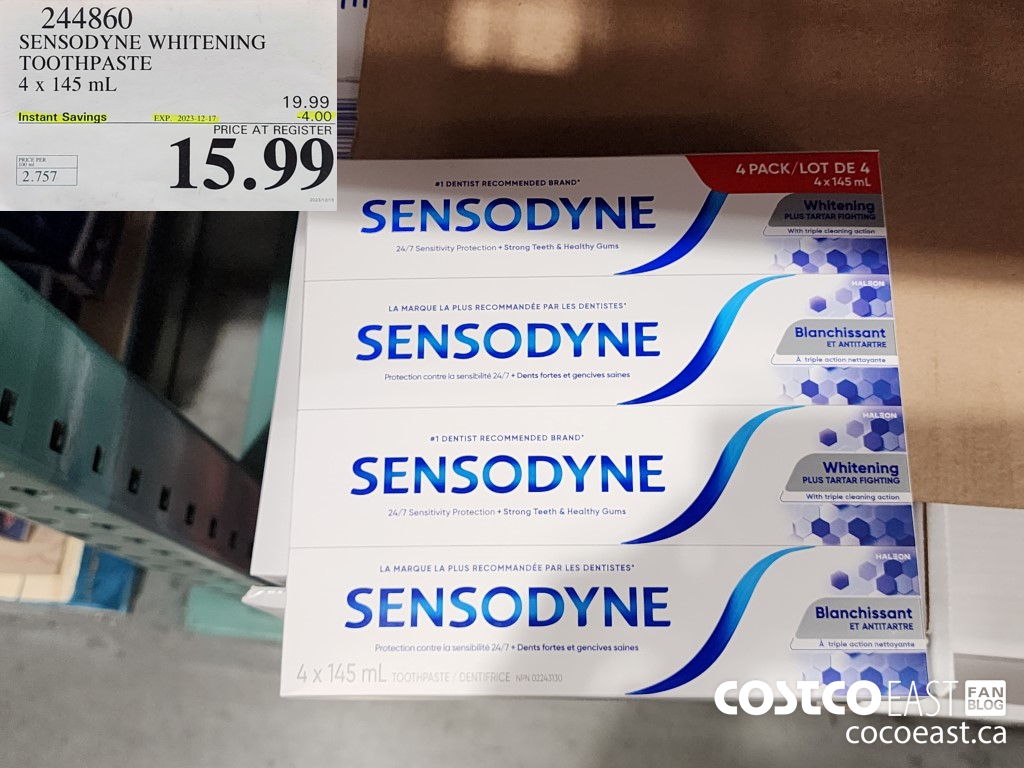 244860
SENSODYNE WHITENING
TOOTHPASTE
4 x 145 mL
19.99
Instant Savings EXP. 2023-12-17 -4.00
PRICE AT REGISTER
15.99
PRICE PER
100 ml
2.757
4 PACK/LOT DE 4
4x145 mL
#1 DENTIST RECOMMENDED BRAND*
SENSODYNE
24/7 Sensitivity Protection + Strong Teeth & Healthy Gums
Whitening
PLUS TARTAR FIGHTING
With triple cleaning action
HALEON
LA MARQUE LA PLUS RECOMMANDÉE PAR LES DENTISTES*
SENSODYNE
Protection contre la sensibilité 24/7 + Dents fortes et gencives saines
Blanchissant
ET ANTITARTRE
À triple action nettoyante
HALEON
#1 DENTIST RECOMMENDED BRAND*
SENSODYNE
24/7 Sensitivity Protection + Strong Teeth & Healthy Gums
Whitening
PLUS TARTAR FIGHTING
With triple cleaning action
HALEON
LA MARQUE LA PLUS RECOMMANDÉE PAR LES DENTISTES*
SENSODYNE
Protection contre la sensibilité 24/7 + Dents fortes et gencives saines
Blanchissant
ET ANTITARTRE
À triple action nettoyante
4 x 145 mL TOOTHPASTE / DENTIFRICE NPN 02243130
COSTCO EAST FAN BLOG
cocoeast.ca